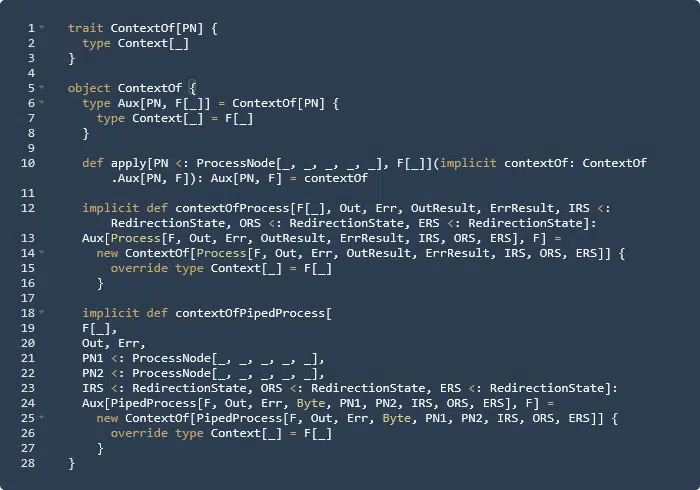 1 trait ContextOf[PN] {
2 type Context[_]
3 }
4
5 object ContextOf {
6 type Aux[PN, F[_]] = ContextOf[PN] {
7 type Context[_] = F[_]
8 }
9
10 def apply[PN <: ProcessNode[_, _, _, _, _], F[_]](implicit contextOf: ContextOf
.Aux[PN, F]): Aux[PN, F] = contextOf
11
12 implicit def contextOfProcess[F[_], Out, Err, OutResult, ErrResult, IRS <:
RedirectionState, ORS <: RedirectionState, ERS <: RedirectionState]:
13 Aux[Process[F, Out, Err, OutResult, ErrResult, IRS, ORS, ERS], F] =
14 new ContextOf[Process[F, Out, Err, OutResult, ErrResult, IRS, ORS, ERS]] {
15 override type Context[_] = F[_]
16 }
17
18 implicit def contextOfPipedProcess[
19 F[_],
20 Out, Err,
21 PN1 <: ProcessNode[_, _, _, _, _],
22 PN2 <: ProcessNode[_, _, _, _, _],
23 IRS <: RedirectionState, ORS <: RedirectionState, ERS <: RedirectionState]:
24 Aux[PipedProcess[F, Out, Err, Byte, PN1, PN2, IRS, ORS, ERS], F] =
25 new ContextOf[PipedProcess[F, Out, Err, Byte, PN1, PN2, IRS, ORS, ERS]] {
26 override type Context[_] = F[_]
27 }
28 }